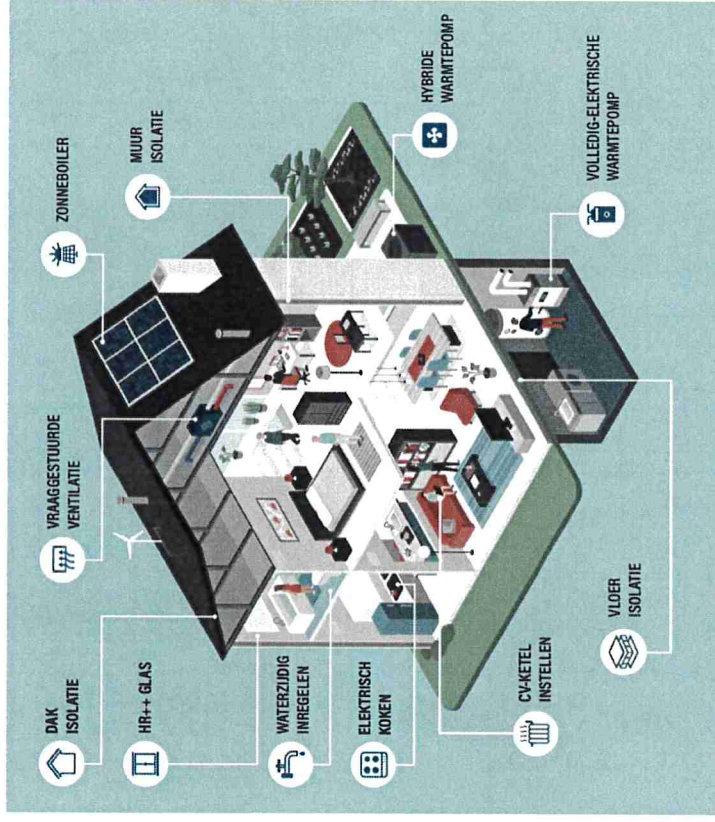 DAK
ISOLATIE
HR++ GLAS
WATERZIJDIG
INREGELEN
ELEKTRISCH
KOKEN
CV-KETEL
INSTELLEN
VLOER
ISOLATIE
VRAAGGESTUURDE
VENTILATIE
ZONNEBOILER
MUUR
ISOLATIE
HYBRIDE
WARMTEPOMP
VOLLEDIG-ELEKTRISCHE
WARMTEPOMP